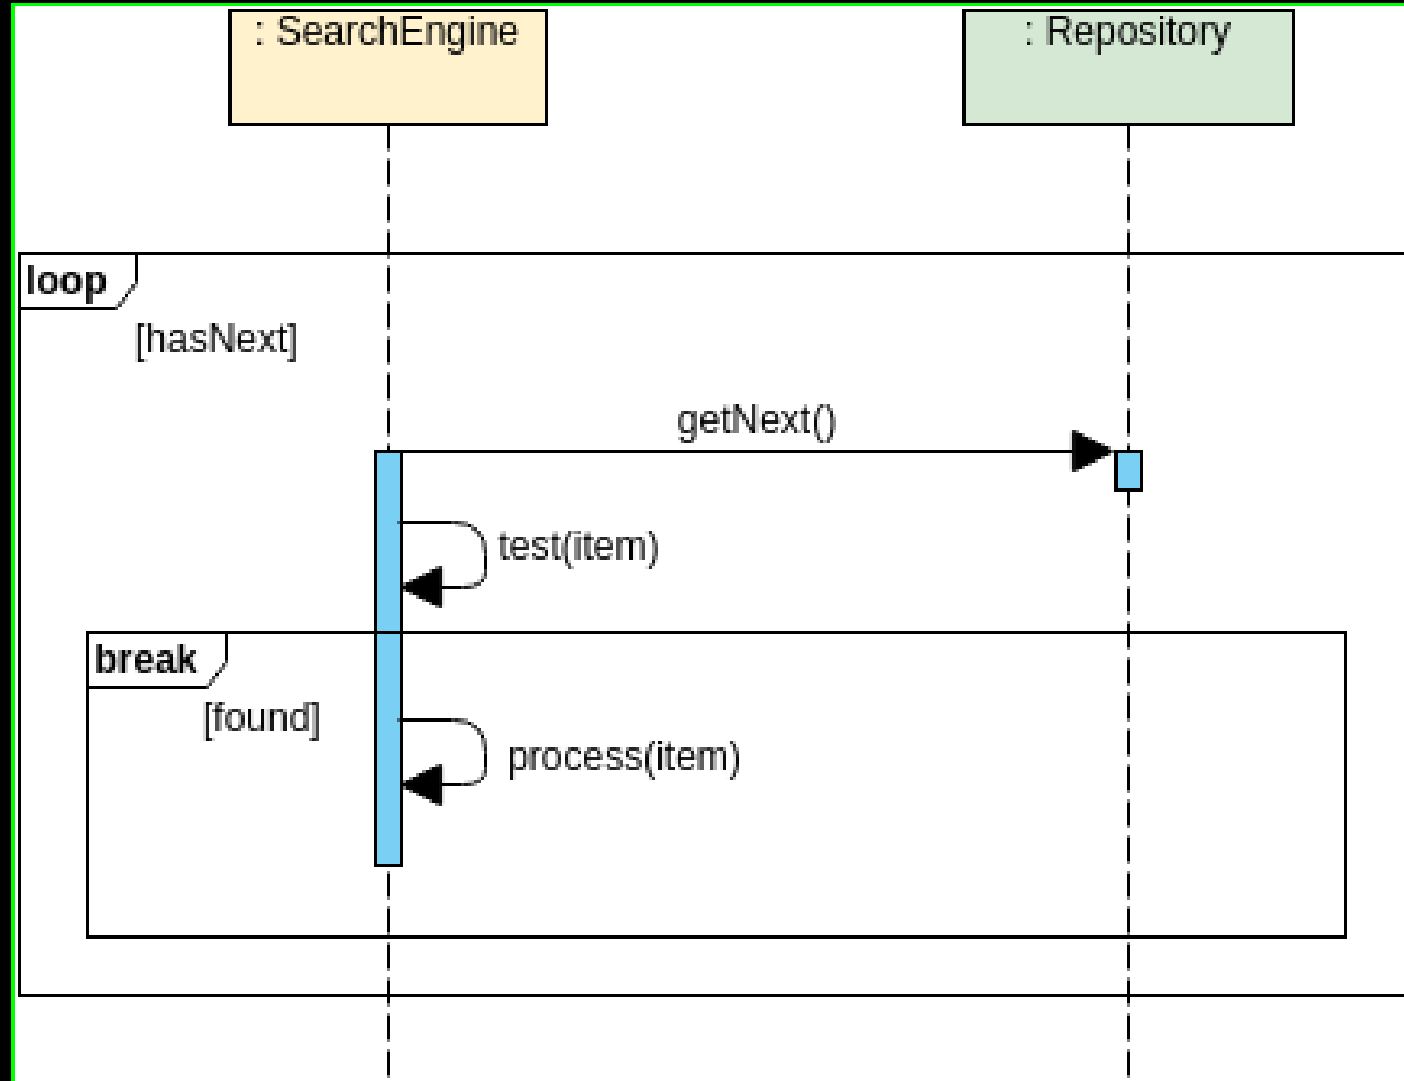 : SearchEngine
: Repository
loop
[hasNext]
getNext()
test(item)
break
[found]
process(item)